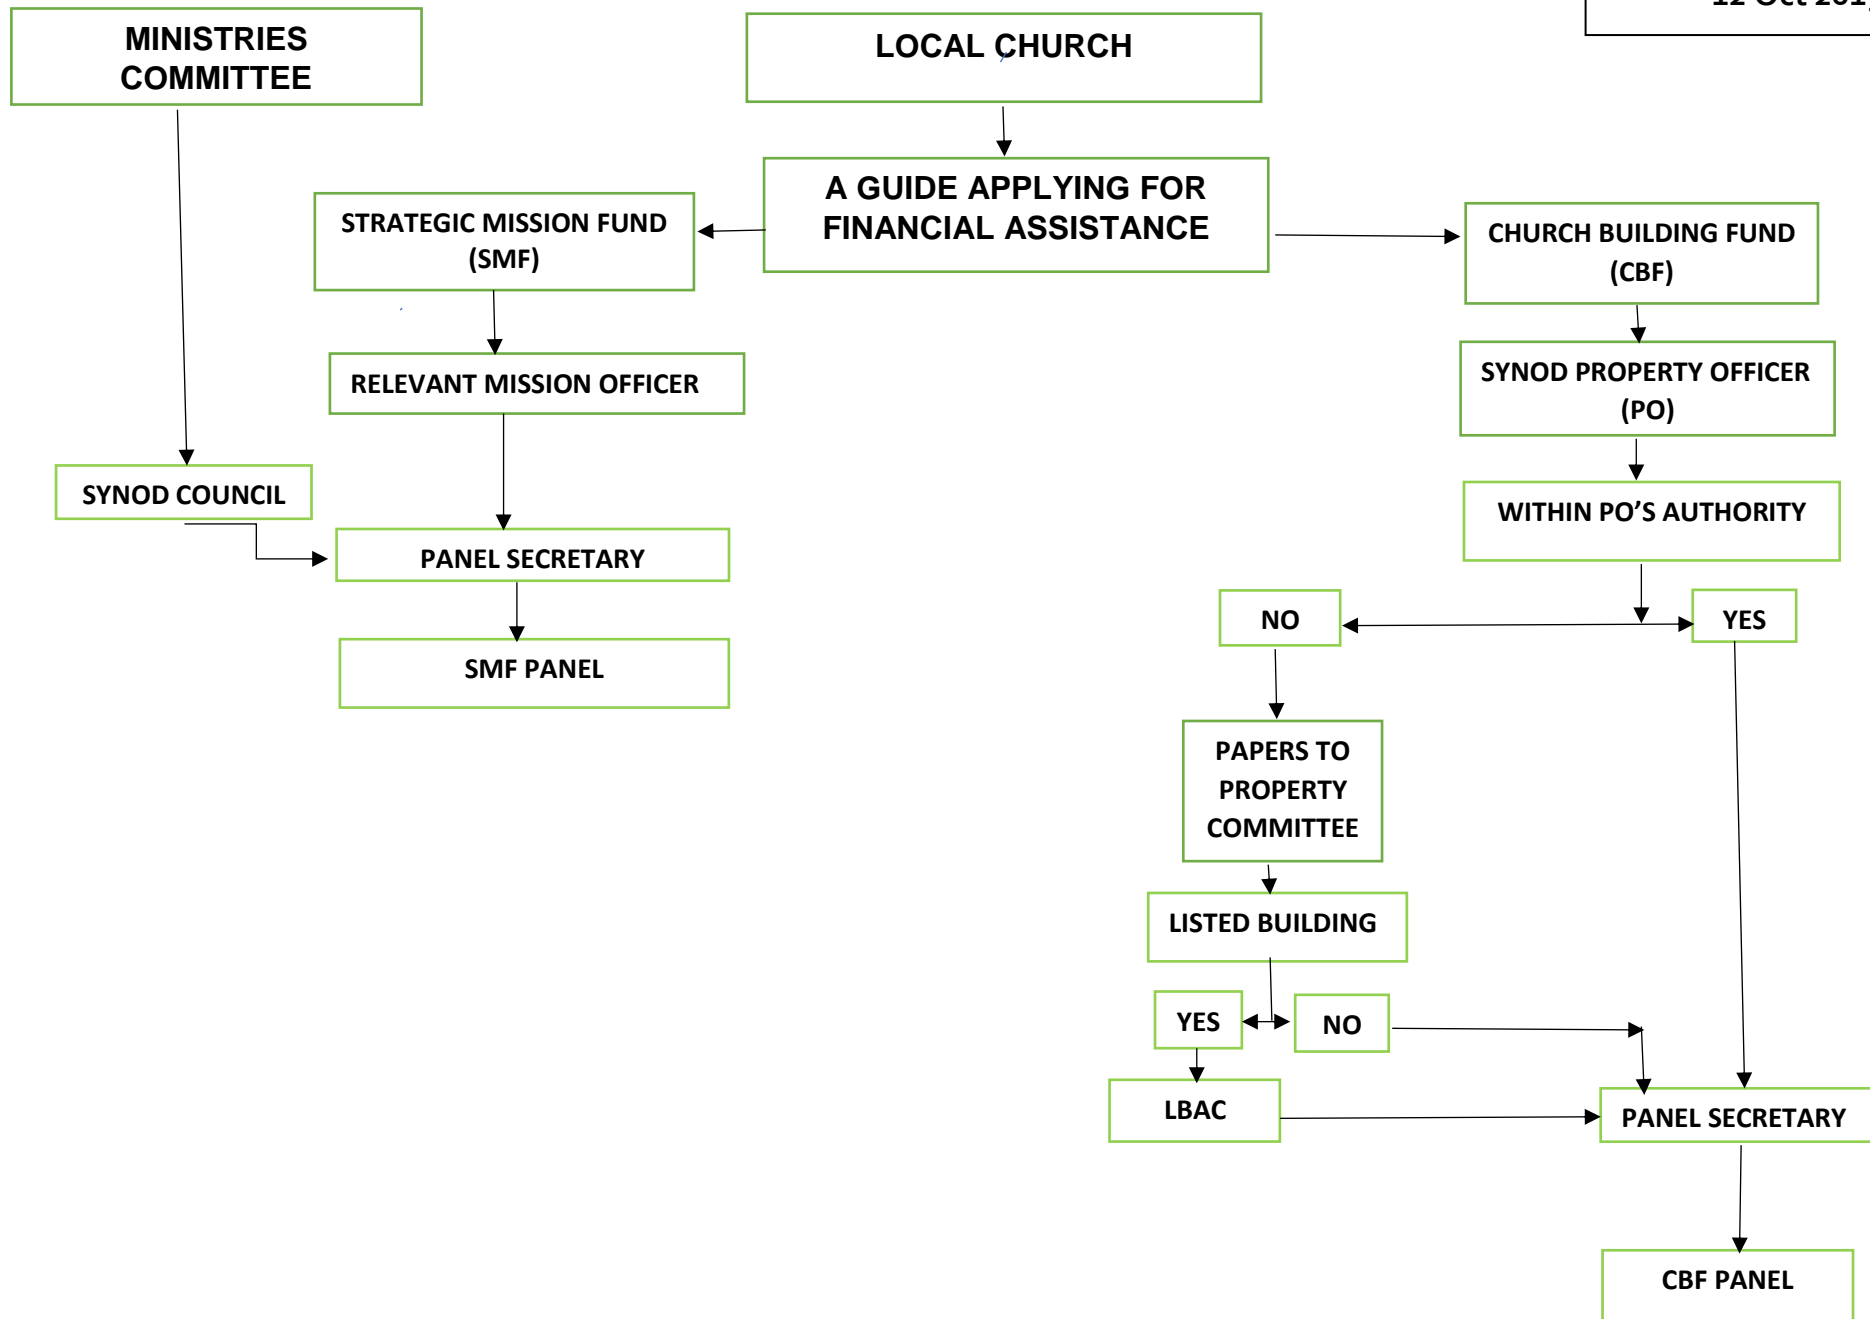 12 Oct
MINISTRIES
COMMITTEE
LOCAL CHURCH
A GUIDE APPLYING FOR
FINANCIAL ASSISTANCE
STRATEGIC MISSION FUND
(SMF)
CHURCH BUILDING FUND
(CBF)
RELEVANT MISSION OFFICER
SYNOD PROPERTY OFFICER
(PO)
SYNOD COUNCIL
WITHIN PO’S AUTHORITY
PANEL SECRETARY
NO
YES
SMF PANEL
PAPERS TO
PROPERTY
COMMITTEE
LISTED BUILDING
YES
NO
LBAC
PANEL SECRETARY
CBF PANEL